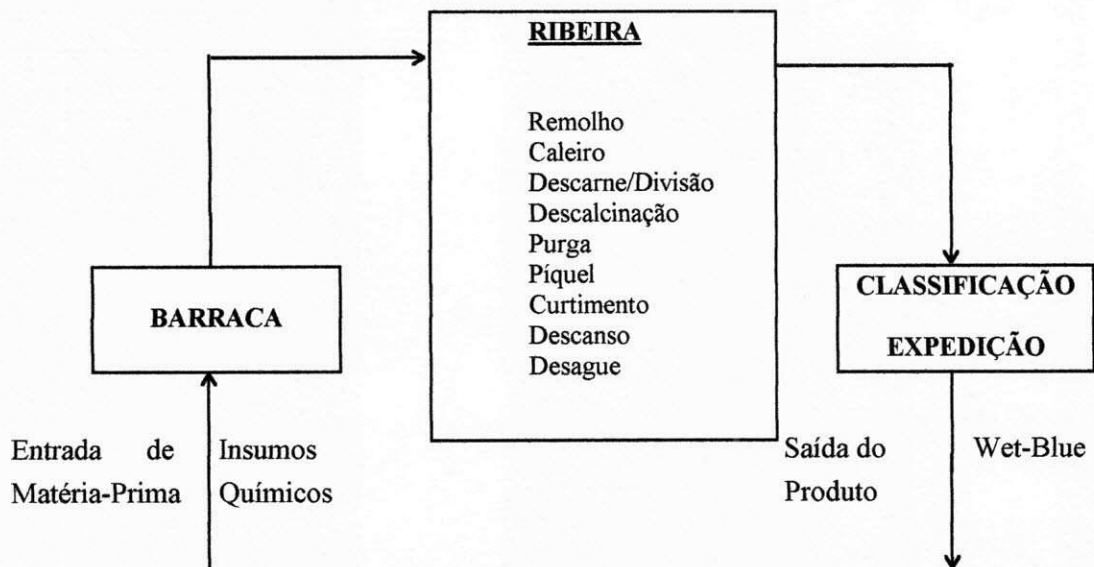 RIBEIRA
Remolho
Caleiro
Descarne/Divisão
Descalcinação
Purga
Píquel
Curtimento
Descanso
Desague
BARRACA
CLASSIFICAÇÃO
EXPEDIÇÃO
Entrada de Insumos
Matéria-Prima Químicos
Saída do Wet-Blue
Produto